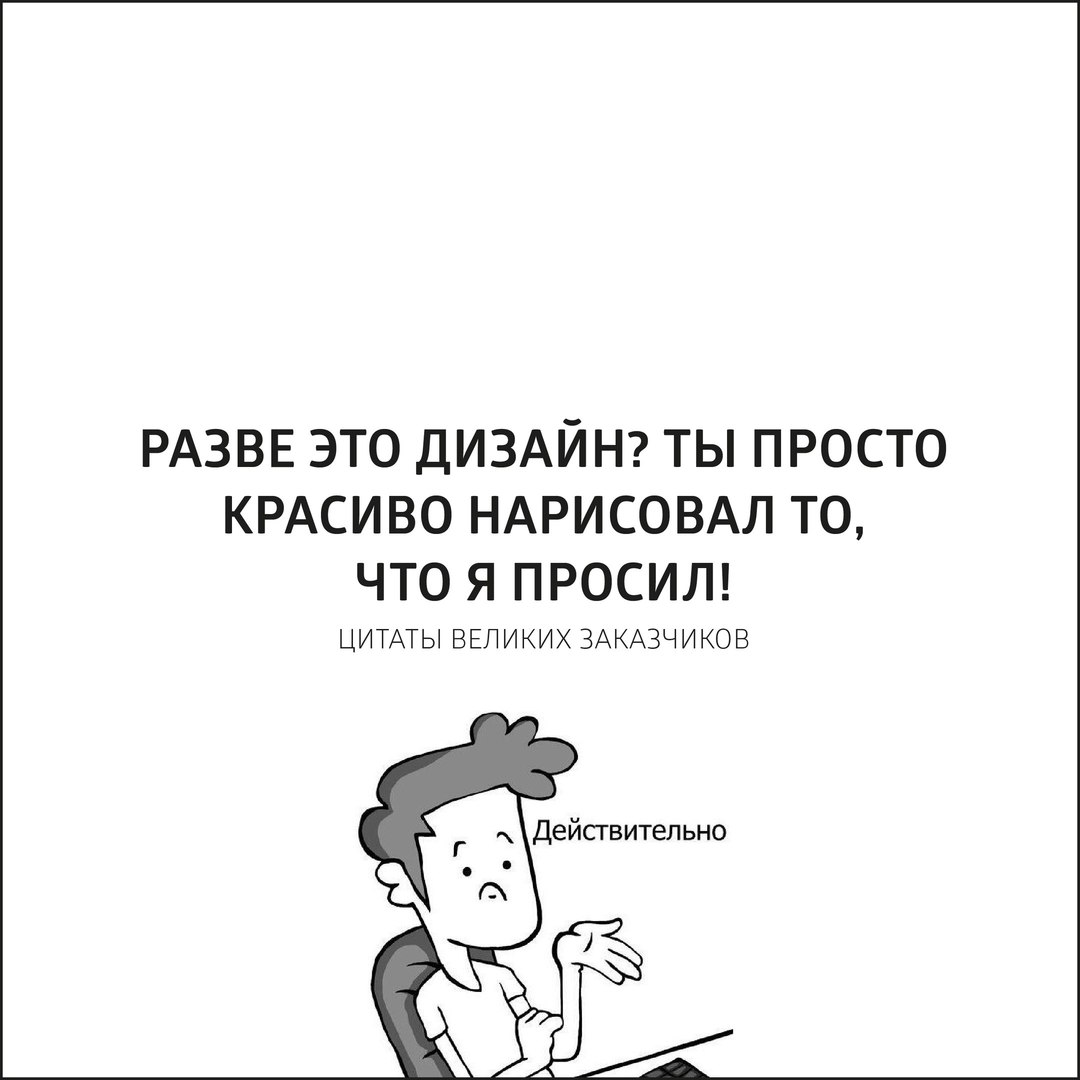 РАЗВЕ ЭТО ДИЗАЙН? ТЫ ПРОСТО
КРАСИВО НАРИСОВАЛ ТО,
ЧТО Я ПРОСИЛ!
ЦИТАТЫ ВЕЛИКИХ ЗАКАЗЧИКОВ
Действительно